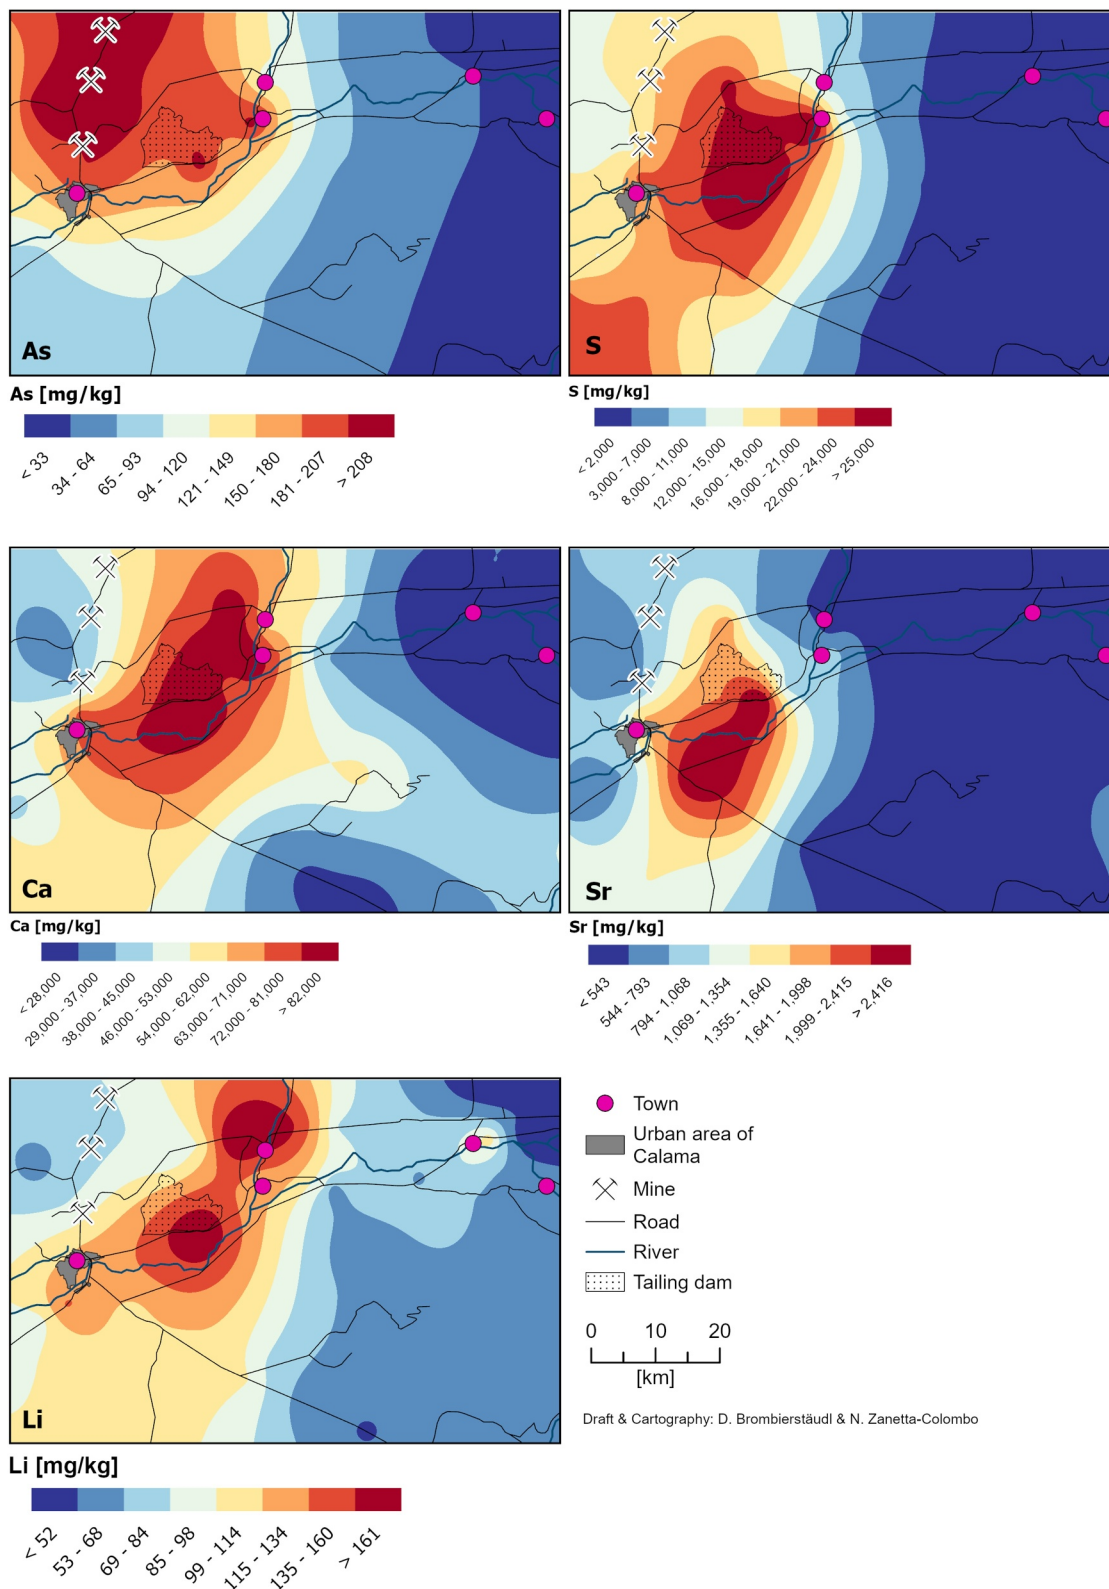 As
As [mg/kg]
< 33
34 - 64
65 - 93
94 - 120
121 - 149
150 - 180
181 - 207
> 208
S
S [mg/kg]
< 2,000
3,000 - 7,000
8,000 - 11,000
12,000 - 15,000
16,000 - 18,000
19,000 - 21,000
22,000 - 24,000
> 25,000
Ca
Ca [mg/kg]
< 28,000
29,000 - 37,000
38,000 - 45,000
46,000 - 53,000
54,000 - 62,000
63,000 - 71,000
72,000 - 81,000
> 82,000
Sr
Sr [mg/kg]
< 543
544 - 793
794 - 1,068
1,069 - 1,354
1,355 - 1,640
1,641 - 1,998
1,999 - 2,415
> 2,416
Li
Li [mg/kg]
< 52
53 - 68
69 - 84
85 - 98
99 - 114
115 - 134
135 - 160
> 161
Town
Urban area of
Calama
Mine
Road
River
Tailing dam
0 10 20
[km]
Draft & Cartography: D. Brombierstäudl & N. Zanetta-Colombo